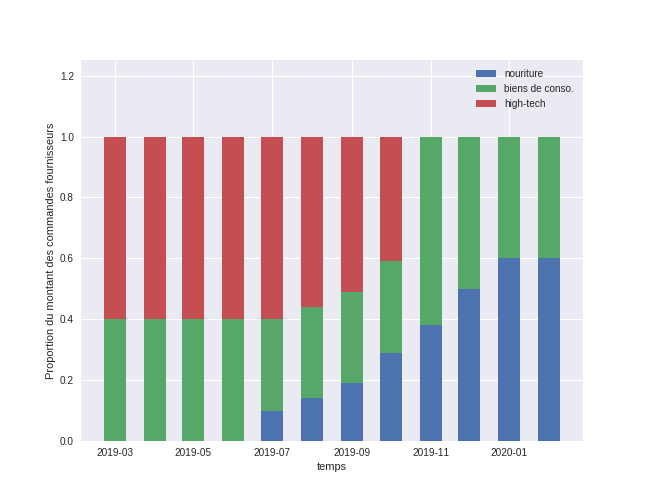 nouriture
biens de conso.
high-tech
1.2
1.0
0.8
0.6
0.4
0.2
0.0
Proportion du montant des commandes fournisseurs
2019-03
2019-05
2019-07
2019-09
2019-11
2020-01
temps